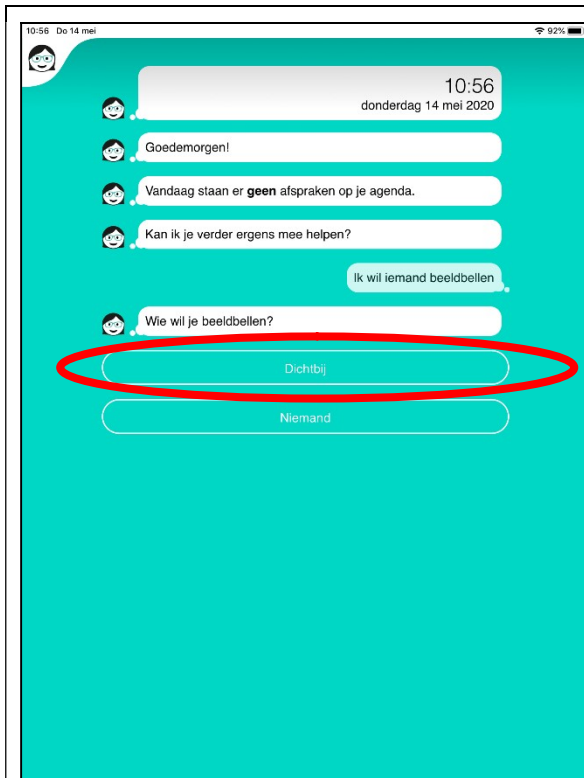 10:56 Do 14 mei 92%
10:56
donderdag 14 mei 2020
Goedemorgen!
Vandaag staan er geen afspraken op je agenda.
Kan ik je verder ergens mee helpen?
Ik wil iemand beeldbellen
Wie wil je beeldbellen?
Dichtbij
Niemand